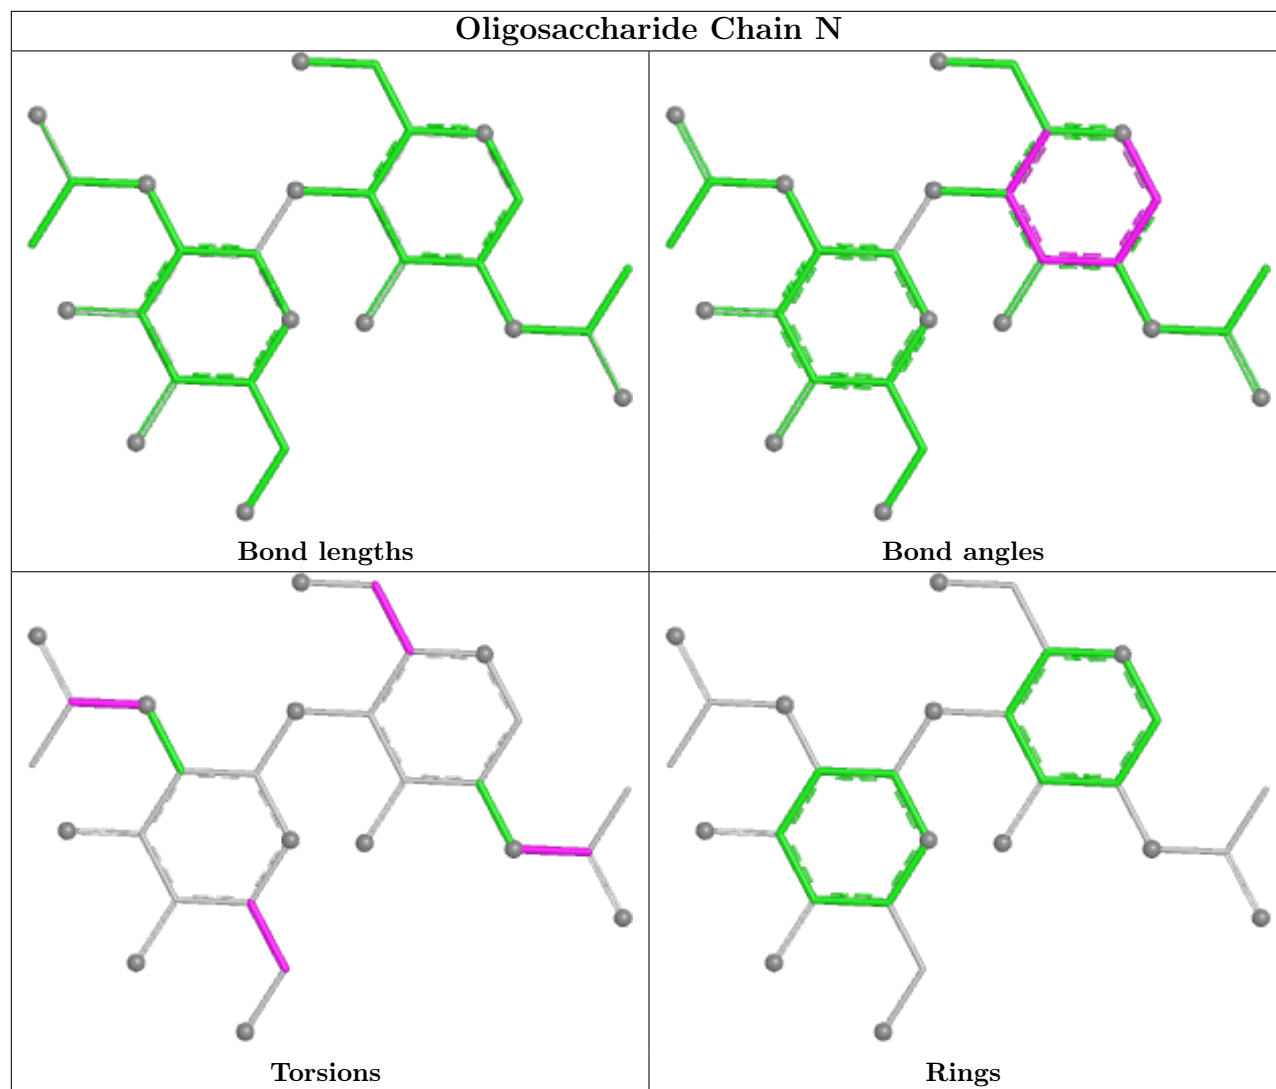 Oligosaccharide Chain N
Bond lengths
Bond angles
Torsions
Rings